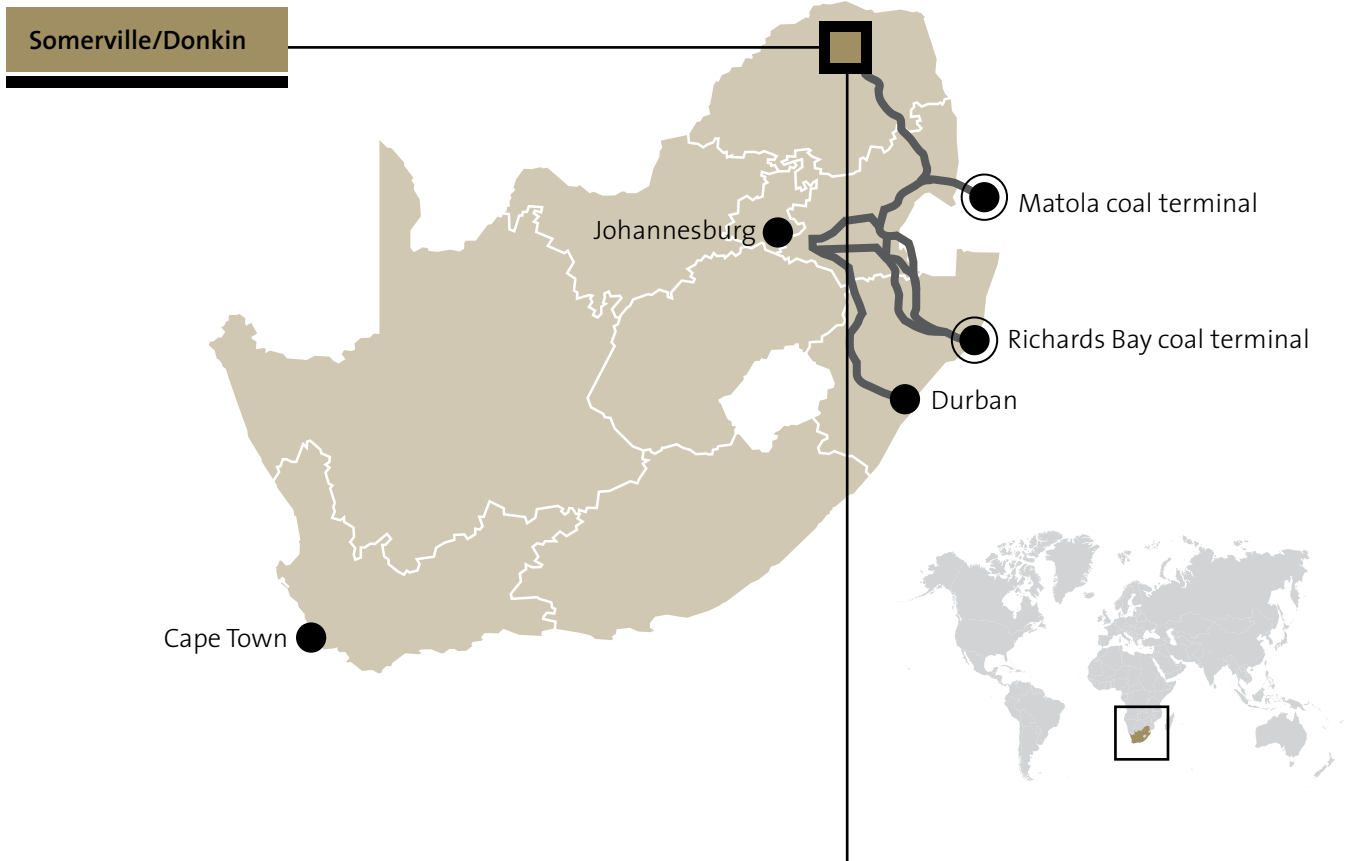 Somerville/Donkin
Matola coal terminal
Johannesburg
Richards Bay coal terminal
Durban
Cape Town